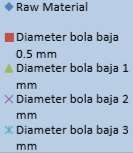 Raw Material
Diameter bola baja
0.5 mm
Diameter bola baja 1
mm
Diameter bola baja 2
mm
Diameter bola baja 3
mm